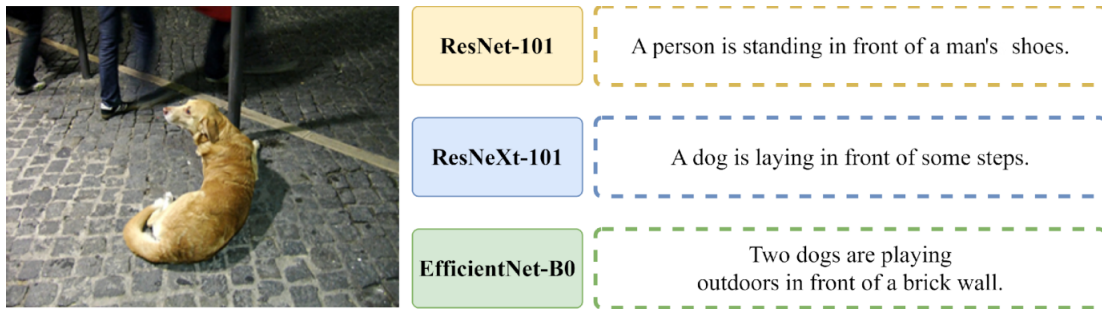 ResNet-101
A person is standing in front of a man's shoes.
ResNeXt-101
A dog is laying in front of some steps.
EfficientNet-B0
Two dogs are playing
outdoors in front of a brick wall.